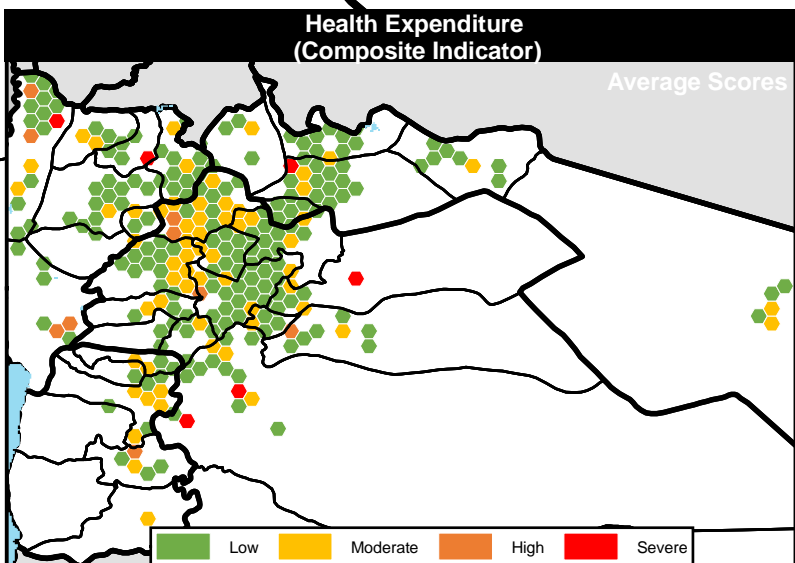 Health Expenditure
(Composite Indicator)
Average Scores
Low Moderate High Severe